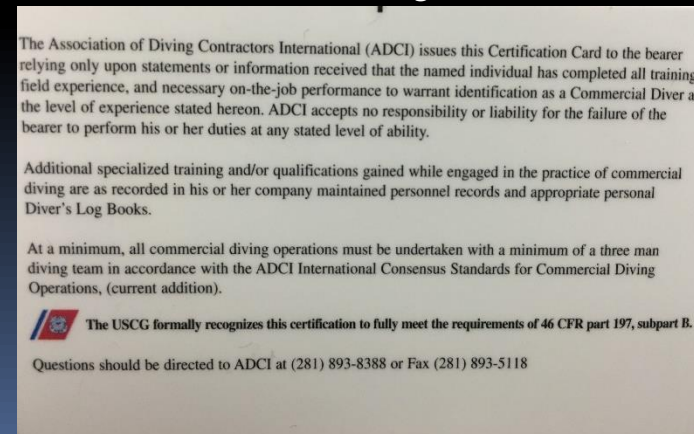 The Association of Diving Contractors International (ADCI) issues this Certification Card to the bearer
relying only upon statements or information received that the named individual has completed all training
field experience, and necessary on-the-job performance to warrant identification as a Commercial Diver a
the level of experience stated hereon. ADCI accepts no responsibility or liability for the failure of the
bearer to perform his or her duties at any stated level of ability.
Additional specialized training and/or qualifications gained while engaged in the practice of commercial
diving are as recorded in his or her company maintained personnel records and appropriate personal
Diver's Log Books.
At a minimum, all commercial diving operations must be undertaken with a minimum of a three man
diving team in accordance with the ADCI International Consensus Standards for Commercial Diving
Operations, (current addition).
The USCG formally recognizes this certification to fully meet the requirements of 46 CFR part 197, subpart B.
Questions should be directed to ADCI at (281) 893-8388 or Fax (281) 893-5118